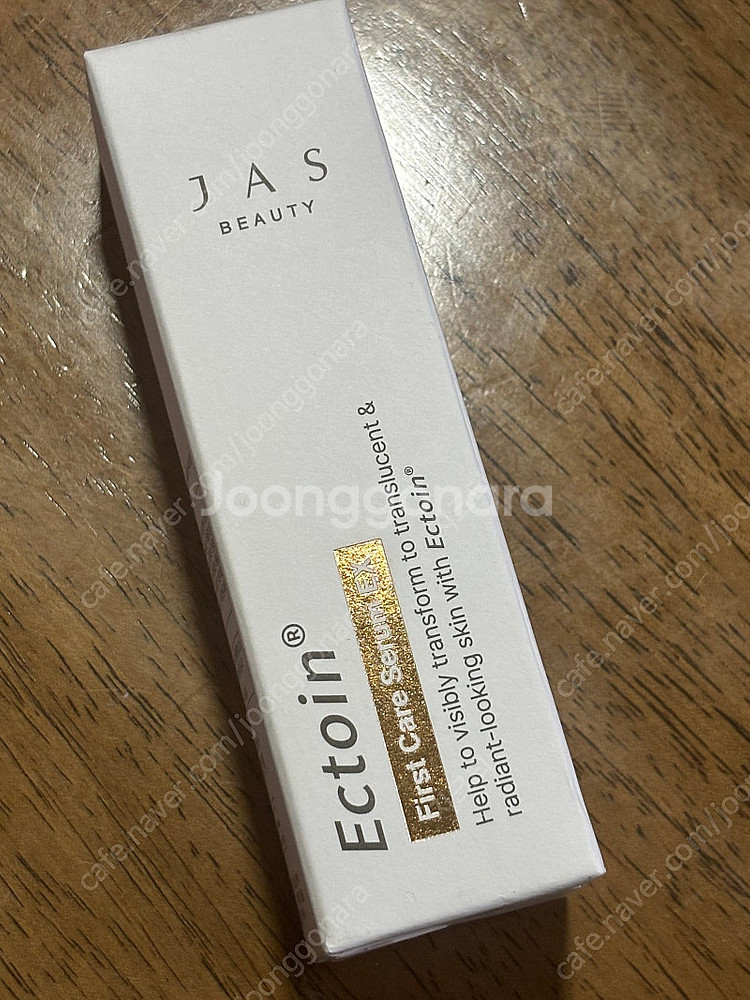 J A S
BEAUTY
Ectoin®
First Care Serum EX
Help to visibly transform to translucent &
radiant-looking skin with Ectoin®
Joonggonara
cafe.naver.com/joonggonara